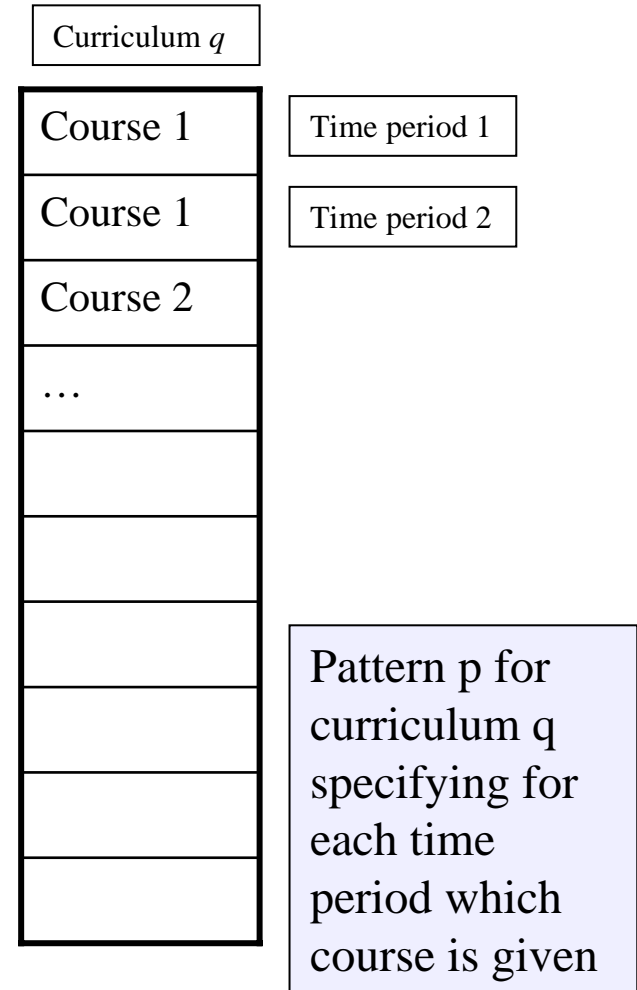 Curriculum q
Course 1
Time period 1
Course 1
Time period 2
Course 2
…
Pattern p for
curriculum q
specifying for
each time
period which
course is given